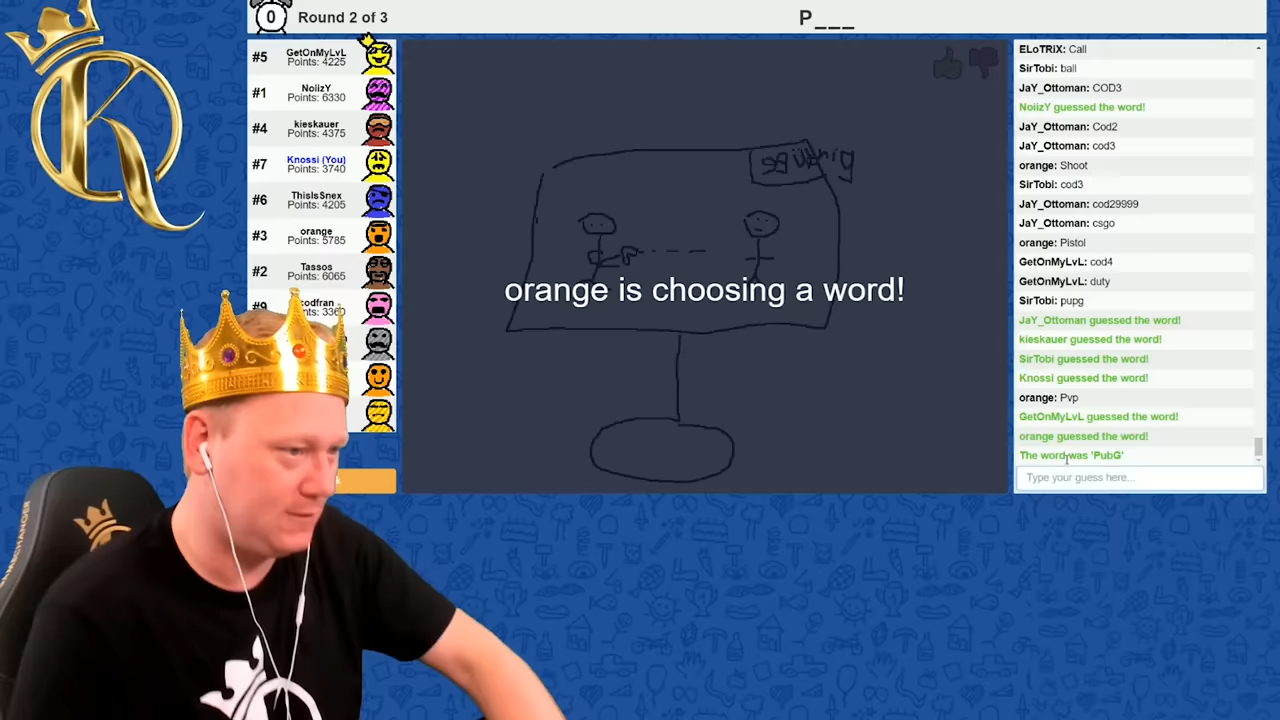 0
Round 2 of 3
P___
#5
GetOnMyLvL
Points: 4225
#1
NoiizY
Points: 6330
#4
kieskauer
Points: 4375
#7
Knossi (You)
Points: 3740
#6
ThisIsSnex
Points: 4205
#3
orange
Points: 5785
#2
Tassos
Points: 6065
#9
codfran
Points: 3360
orange is choosing a word!
ELoTRiX: Call
SirTobi: ball
JaY_Ottoman: COD3
NoiizY guessed the word!
JaY_Ottoman: Cod2
JaY_Ottoman: cod3
orange: Shoot
SirTobi: cod3
JaY_Ottoman: cod29999
JaY_Ottoman: csgo
orange: Pistol
GetOnMyLvL: cod4
GetOnMyLvL: duty
SirTobi: pupg
JaY_Ottoman guessed the word!
kieskauer guessed the word!
SirTobi guessed the word!
Knossi guessed the word!
orange: Pvp
GetOnMyLvL guessed the word!
orange guessed the word!
The word was 'PubG'
Type your guess here...